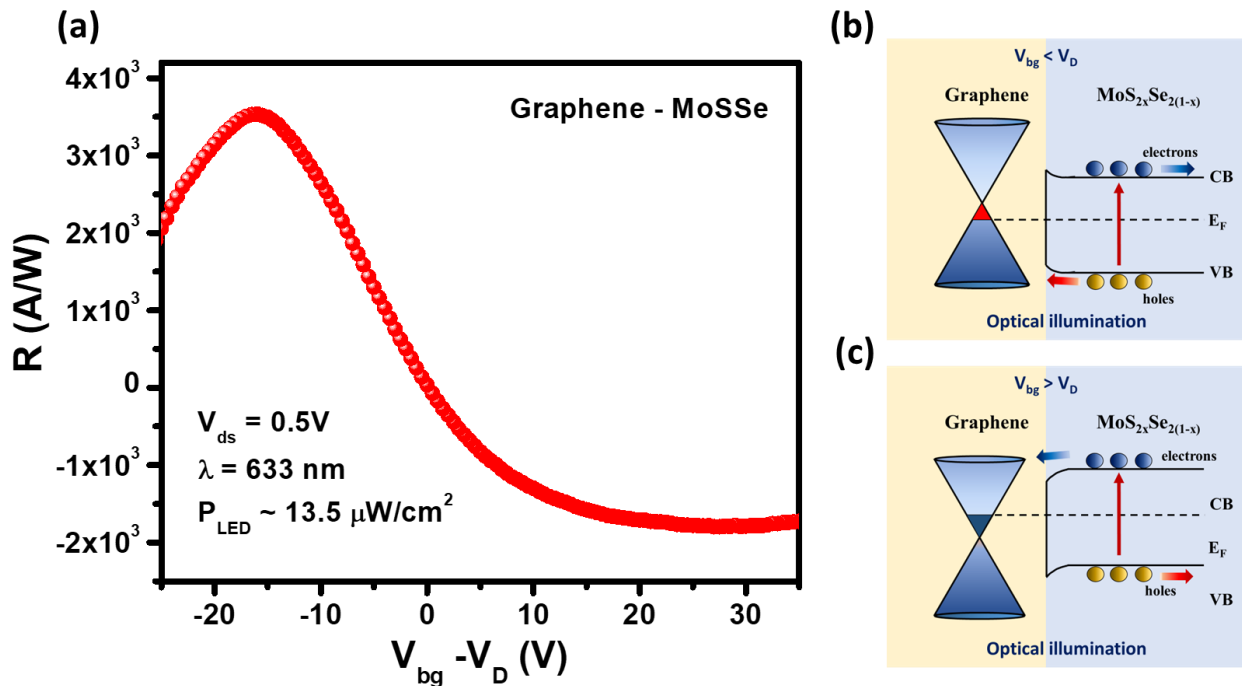 (a)
4x10³
3x10³
2x10³
1x10³
0
-1x10³
-2x10³
R (A/W)
Graphene - MoSSe
V_ds = 0.5V
λ = 633 nm
P_LED ~ 13.5 μW/cm²
-20 -10 0 10 20 30
V_bg -V_D (V)
(b)
V_bg < V_D
Graphene MoS_2xSe_2(1-x)
electrons
CB
E_F
VB
holes
Optical illumination
(c)
V_bg > V_D
Graphene MoS_2xSe_2(1-x)
electrons
CB
E_F
holes
VB
Optical illumination